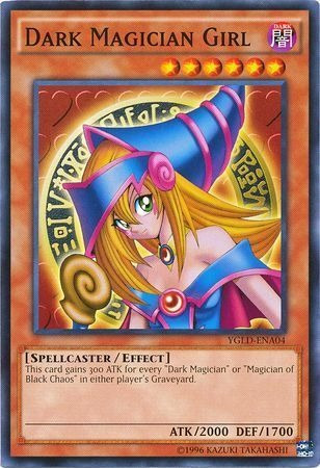 DARK MAGICIAN GIRL
DARK
闇
YGLD-ENA04
[SPELLCASTER / EFFECT]
This card gains 300 ATK for every "Dark Magician" or "Magician of
Black Chaos" in either player's Graveyard.
ATK/2000 DEF/1700
©1996 KAZUKI TAKAHASHI